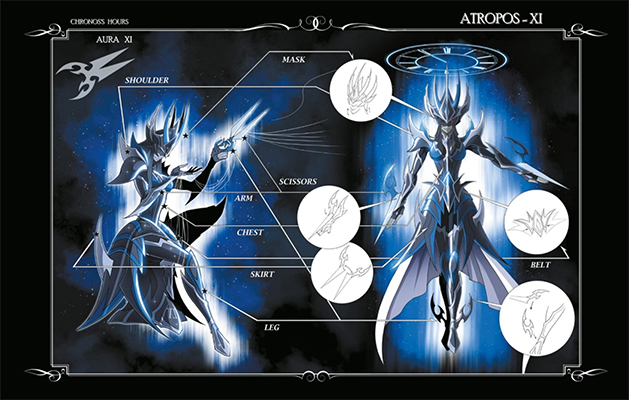 CHRONOS'S HOURS
ATROPOS - XI
AURA XI
MASK
SHOULDER
SCISSORS
ARM
CHEST
BELT
SKIRT
LEG